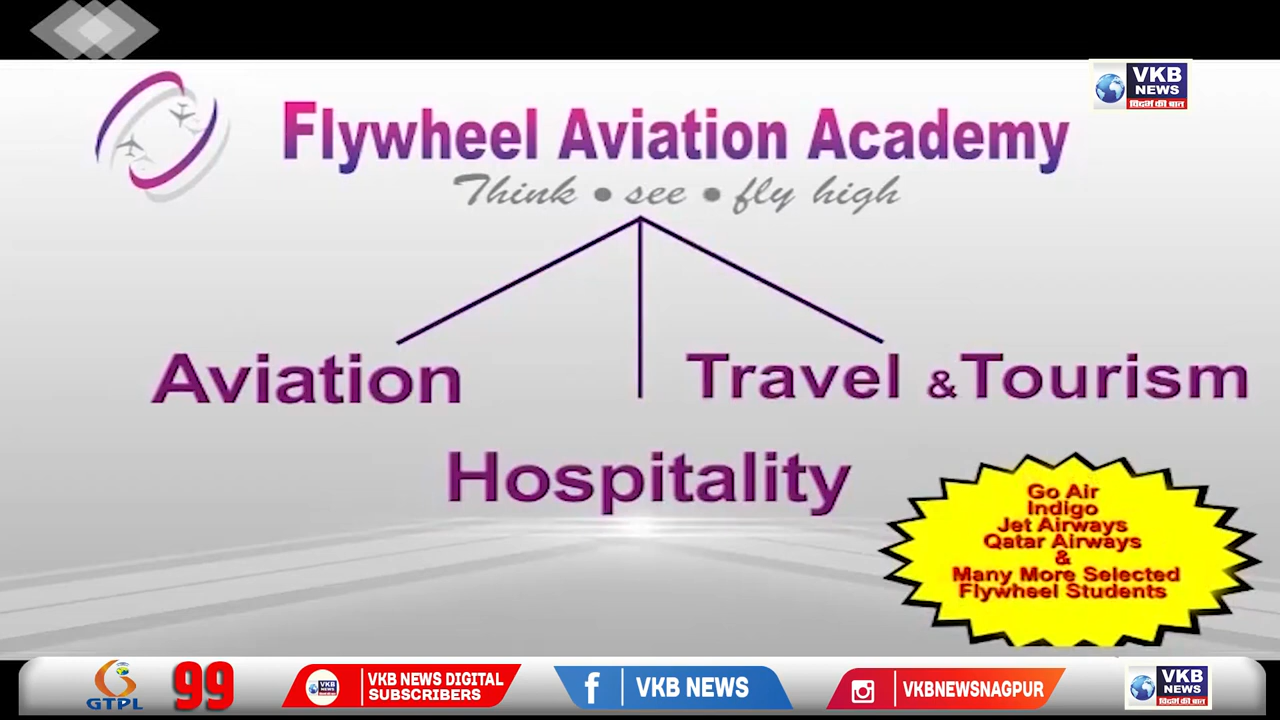 VKB
NEWS
विदर्भ की बात
Flywheel Aviation Academy
Think • see • fly high
Aviation
Travel & Tourism
Hospitality
Go Air
Indigo
Jet Airways
Qatar Airways
&
Many More Selected
Flywheel Students
GTPL
99
VKB
NEWS
VKB NEWS DIGITAL
SUBSCRIBERS
f
VKB NEWS
VKBNEWSNAGPUR
VKB
NEWS
विदर्भ की बात